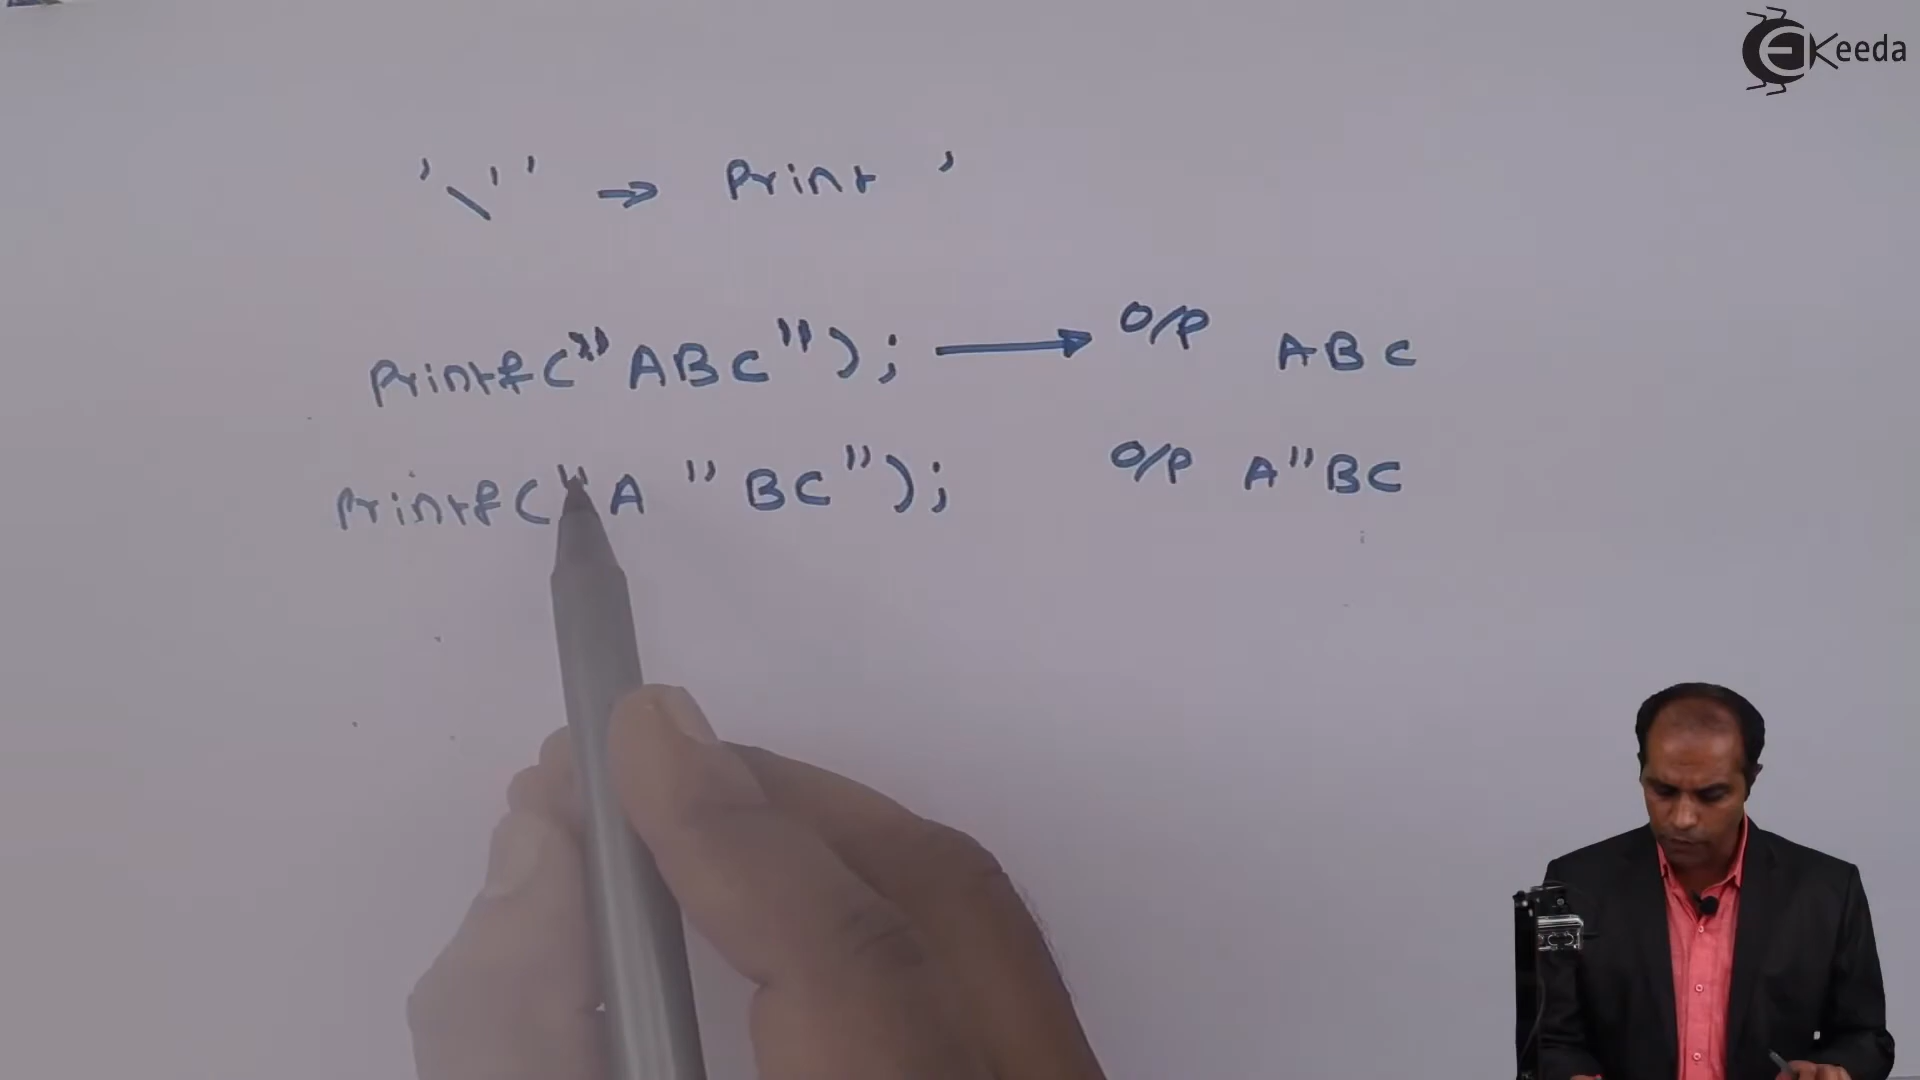 Keeda
'\'' → Print '
Printf("ABC"); → O/P ABC
Printf("A "BC"); O/P A"BC